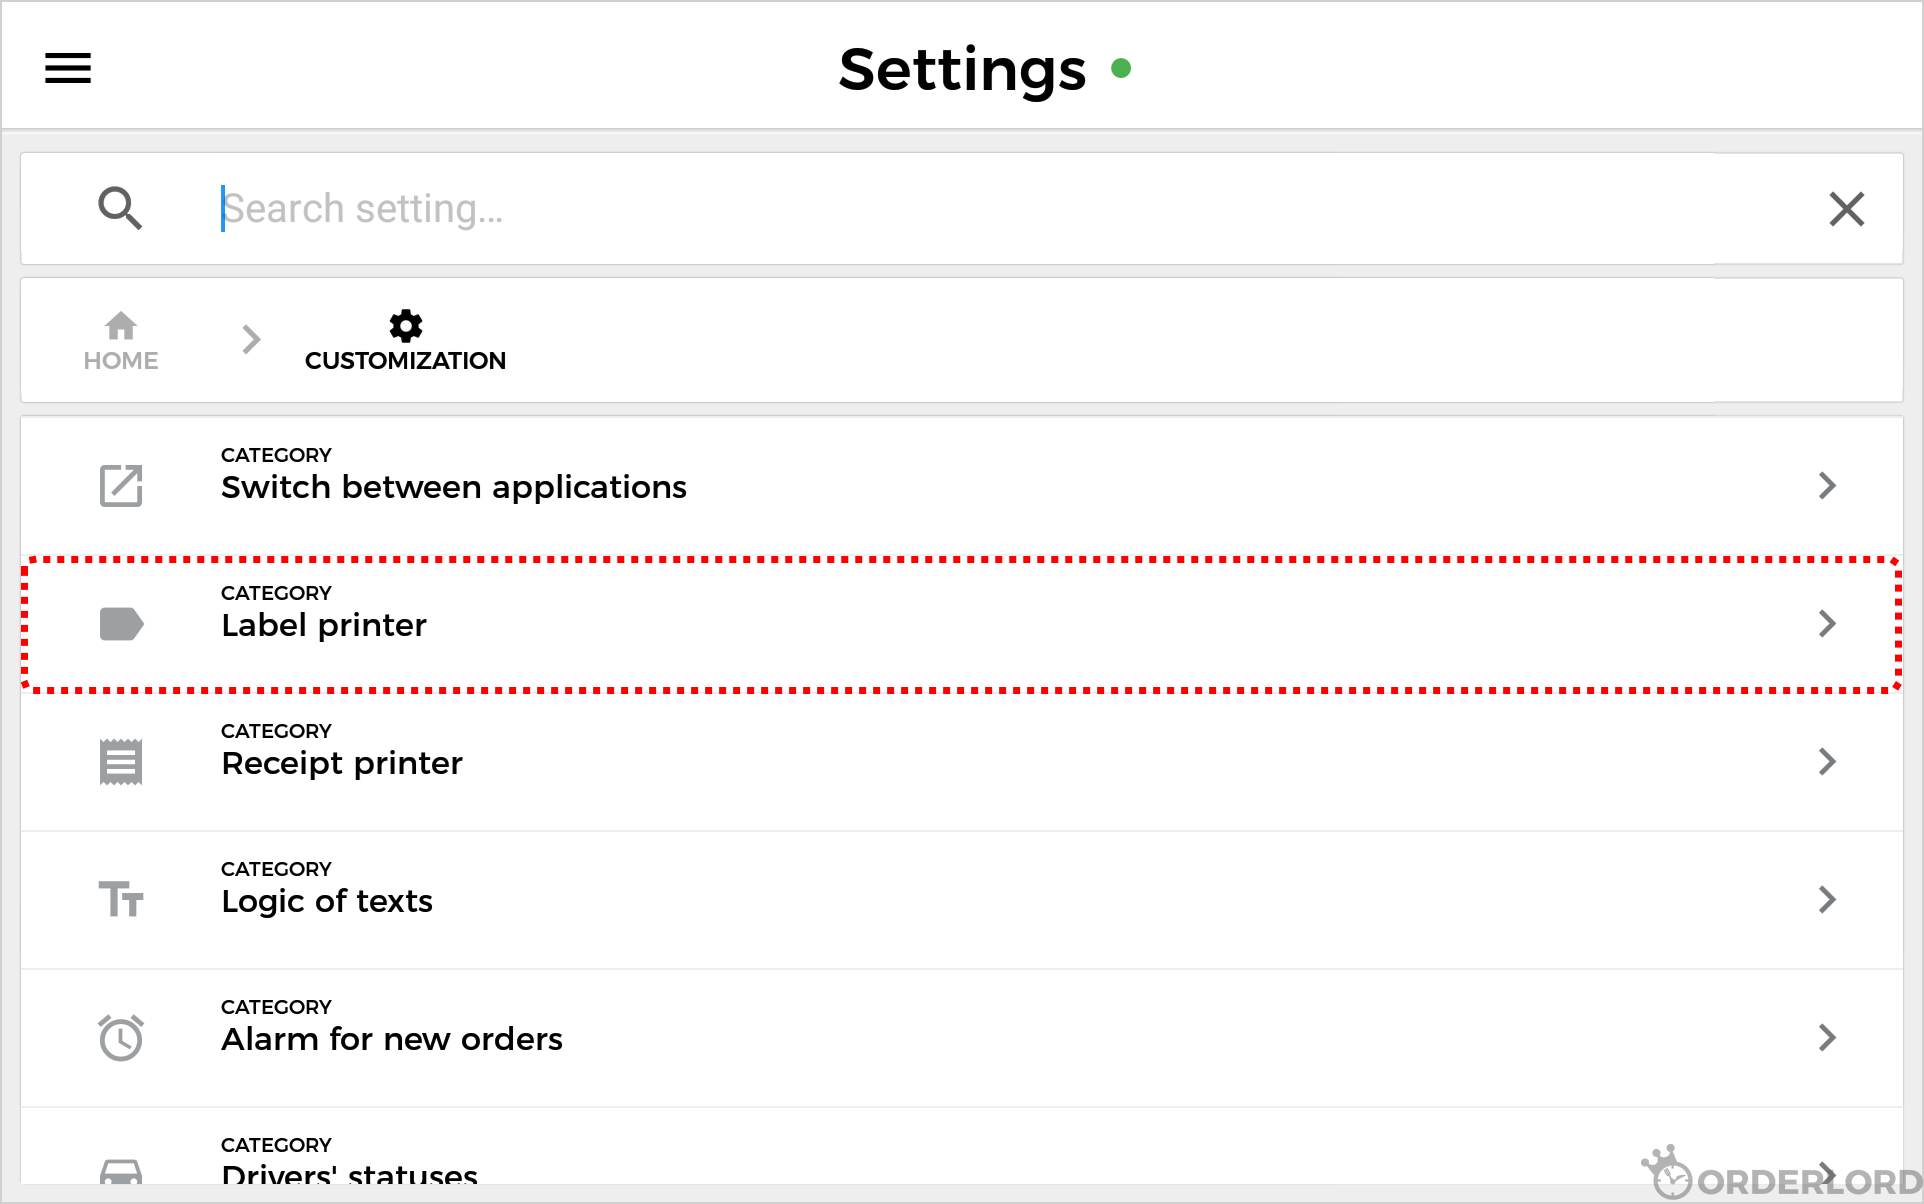 Settings
Search setting...
HOME
CUSTOMIZATION
CATEGORY
Switch between applications
CATEGORY
Label printer
CATEGORY
Receipt printer
CATEGORY
Logic of texts
CATEGORY
Alarm for new orders
CATEGORY
Drivers' statuses
ORDERLORD